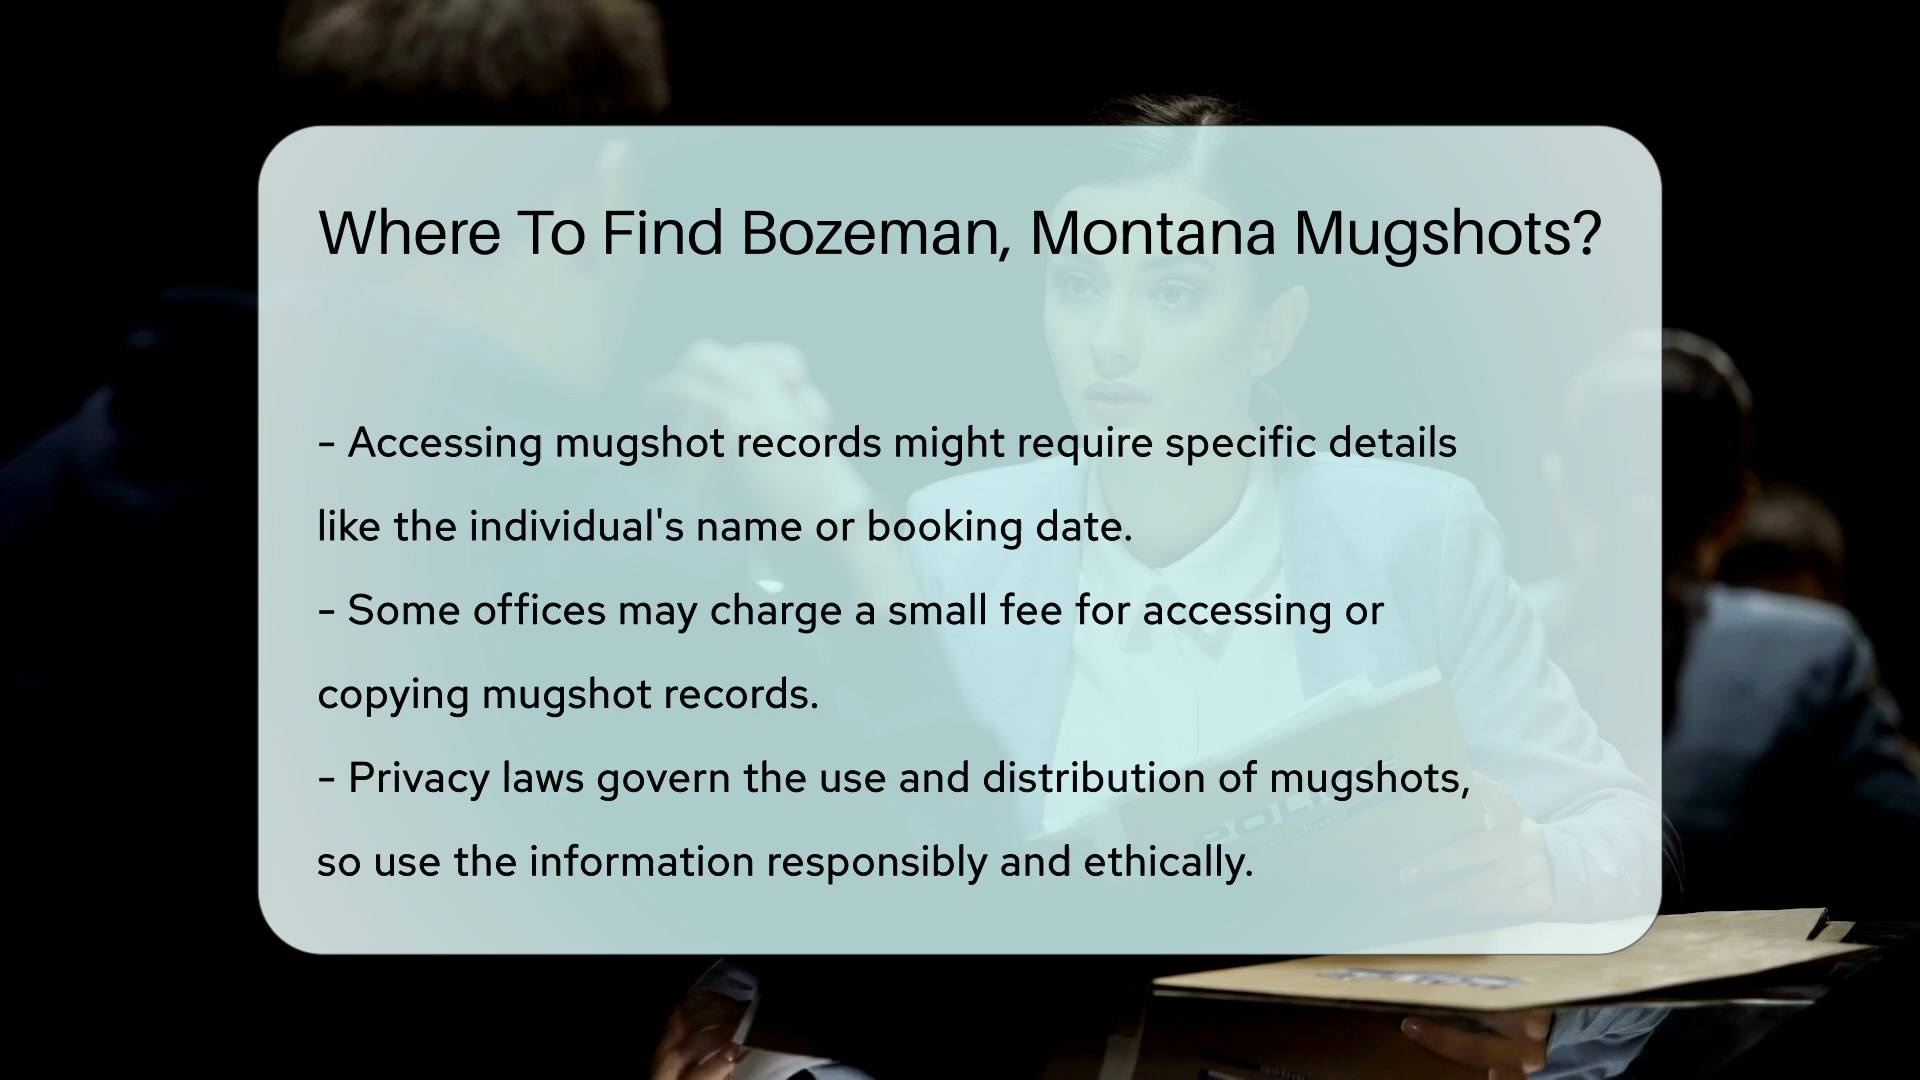 Where To Find Bozeman, Montana Mugshots?
- Accessing mugshot records might require specific details
like the individual's name or booking date.
- Some offices may charge a small fee for accessing or
copying mugshot records.
- Privacy laws govern the use and distribution of mugshots,
so use the information responsibly and ethically.
POLICE